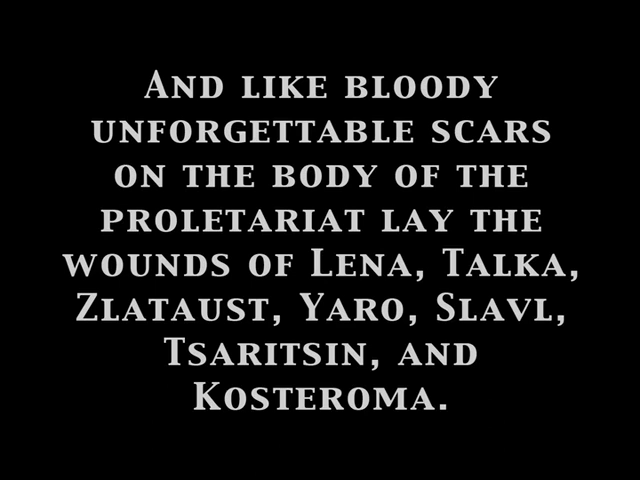 And like bloody
unforgettable scars
on the body of the
proletariat lay the
wounds of Lena, Talka,
Zlataust, Yaro, Slavl,
Tsaritsin, and
Kosteroma.